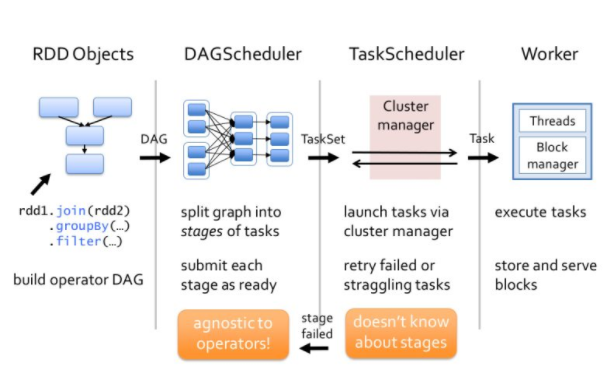 RDD Objects
DAGScheduler
TaskScheduler
Worker
DAG
TaskSet
Cluster
manager
Task
Threads
Block
manager
rdd1.join(rdd2)
.groupBy(…)
.filter(…)
split graph into
stages of tasks
launch tasks via
cluster manager
execute tasks
build operator DAG
submit each
stage as ready
retry failed or
straggling tasks
store and serve
blocks
agnostic to
operators!
stage
failed
doesn't know
about stages